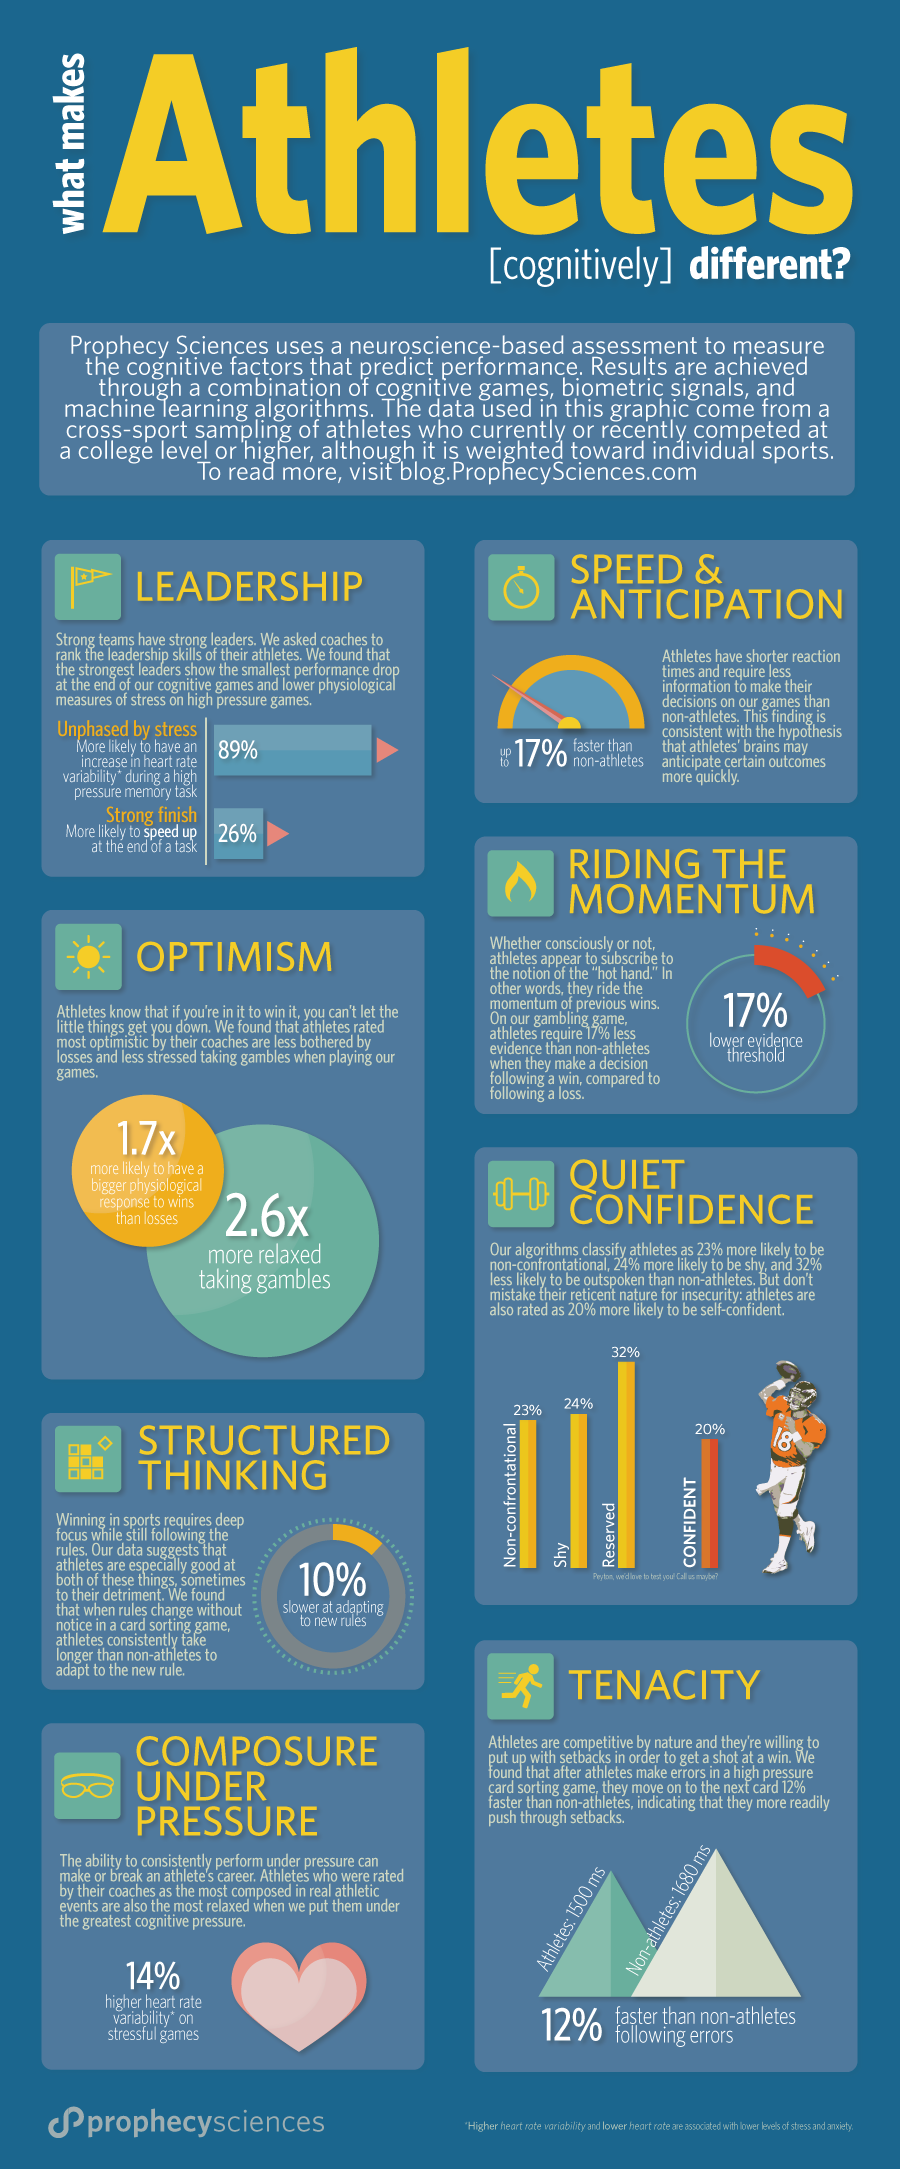 what makes
Athletes
[cognitively] different?
Prophecy Sciences uses a neuroscience-based assessment to measure
the cognitive factors that predict performance. Results are achieved
through a combination of cognitive games, biometric signals, and
machine learning algorithms. The data used in this graphic come from a
cross-sport sampling of athletes who currently or recently competed at
a college level or higher, although it is weighted toward individual sports.
To read more, visit blog.ProphecySciences.com
LEADERSHIP
Strong teams have strong leaders. We asked coaches to
rank the leadership skills of their athletes. We found that
the strongest leaders show the smallest performance drop
at the end of our cognitive games and lower physiological
measures of stress on high pressure games.
Unphased by stress
More likely to have an
increase in heart rate
variability* during a high
pressure memory task
89%
Strong finish
More likely to speed up
at the end of a task
26%
OPTIMISM
Athletes know that if you're in it to win it, you can't let the
little things get you down. We found that athletes rated
most optimistic by their coaches are less bothered by
losses and less stressed taking gambles when playing our
games.
1.7x
more likely to have a
bigger physiological
response to wins
than losses
2.6x
more relaxed
taking gambles
STRUCTURED
THINKING
Winning in sports requires deep
focus while still following the
rules. Our data suggests that
athletes are especially good at
both of these things, sometimes
to their detriment. We found
that when rules change without
notice in a card sorting game,
athletes consistently take
longer than non-athletes to
adapt to the new rule.
10%
slower at adapting
to new rules
COMPOSURE
UNDER
PRESSURE
The ability to consistently perform under pressure can
make or break an athlete's career. Athletes who were rated
by their coaches as the most composed in real athletic
events are also the most relaxed when we put them under
the greatest cognitive pressure.
14%
higher heart rate
variability* on
stressful games
SPEED &
ANTICIPATION
Athletes have shorter reaction
times and require less
information to make their
decisions on our games than
non-athletes. This finding is
consistent with the hypothesis
that athletes' brains may
anticipate certain outcomes
more quickly.
up to 17% faster than
non-athletes
RIDING THE
MOMENTUM
Whether consciously or not,
athletes appear to subscribe to
the notion of the "hot hand." In
other words, they ride the
momentum of previous wins.
On our gambling game,
athletes require 17% less
evidence than non-athletes
when they make a decision
following a win, compared to
following a loss.
17%
lower evidence
threshold
QUIET
CONFIDENCE
Our algorithms classify athletes as 23% more likely to be
non-confrontational, 24% more likely to be shy, and 32%
less likely to be outspoken than non-athletes. But don't
mistake their reticent nature for insecurity: athletes are
also rated as 20% more likely to be self-confident.
Non-confrontational
23%
Shy
24%
Reserved
32%
CONFIDENT
20%
18
Peyton, we'd love to test you! Call us maybe?
TENACITY
Athletes are competitive by nature and they're willing to
put up with setbacks in order to get a shot at a win. We
found that after athletes make errors in a high pressure
card sorting game, they move on to the next card 12%
faster than non-athletes, indicating that they more readily
push through setbacks.
Athletes: 1500 ms
Non-athletes: 1680 ms
12% faster than non-athletes
following errors
prophecysciences
*Higher heart rate variability and lower heart rate are associated with lower levels of stress and anxiety.